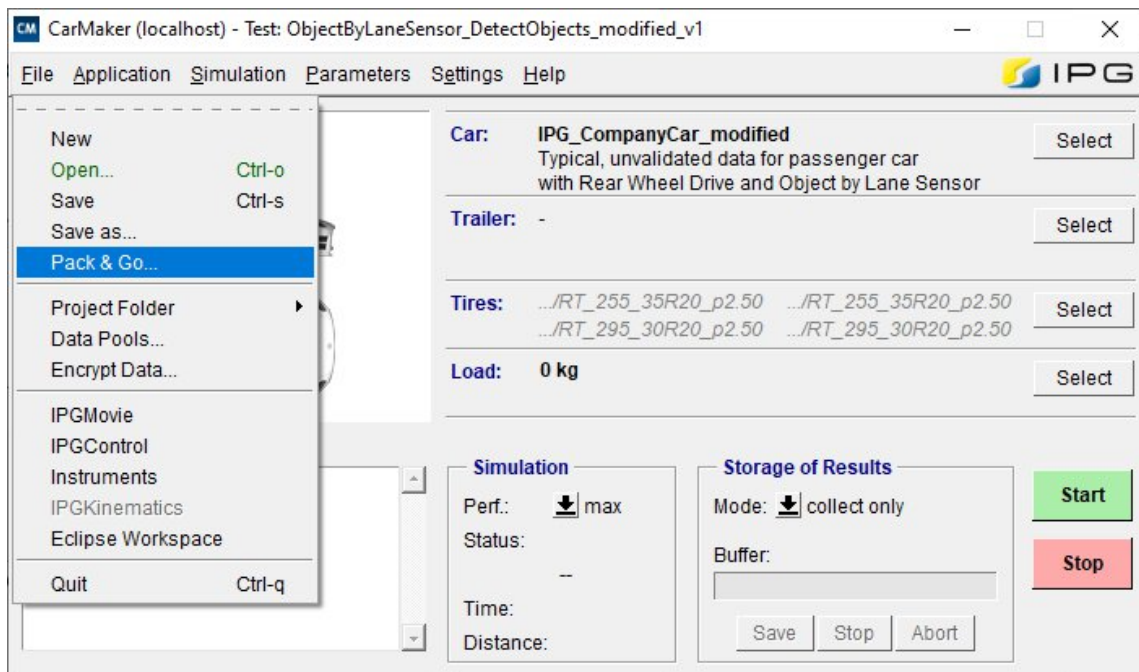 CM CarMaker (localhost) - Test: ObjectByLaneSensor_DetectObjects_modified_v1
File Application Simulation Parameters Settings Help
IPG
New
Open... Ctrl-o
Save Ctrl-s
Save as...
Pack & Go...
Project Folder
Data Pools...
Encrypt Data...
IPGMovie
IPGControl
Instruments
IPGKinematics
Eclipse Workspace
Quit Ctrl-q
Car: IPG_CompanyCar_modified Select
Typical, unvalidated data for passenger car
with Rear Wheel Drive and Object by Lane Sensor
Trailer: - Select
Tires: .../RT_255_35R20_p2.50 .../RT_255_35R20_p2.50 Select
.../RT_295_30R20_p2.50 .../RT_295_30R20_p2.50
Load: 0 kg Select
Simulation
Perf.: max
Status:
--
Time:
Distance:
Storage of Results
Mode: collect only
Buffer:
Save Stop Abort
Start
Stop